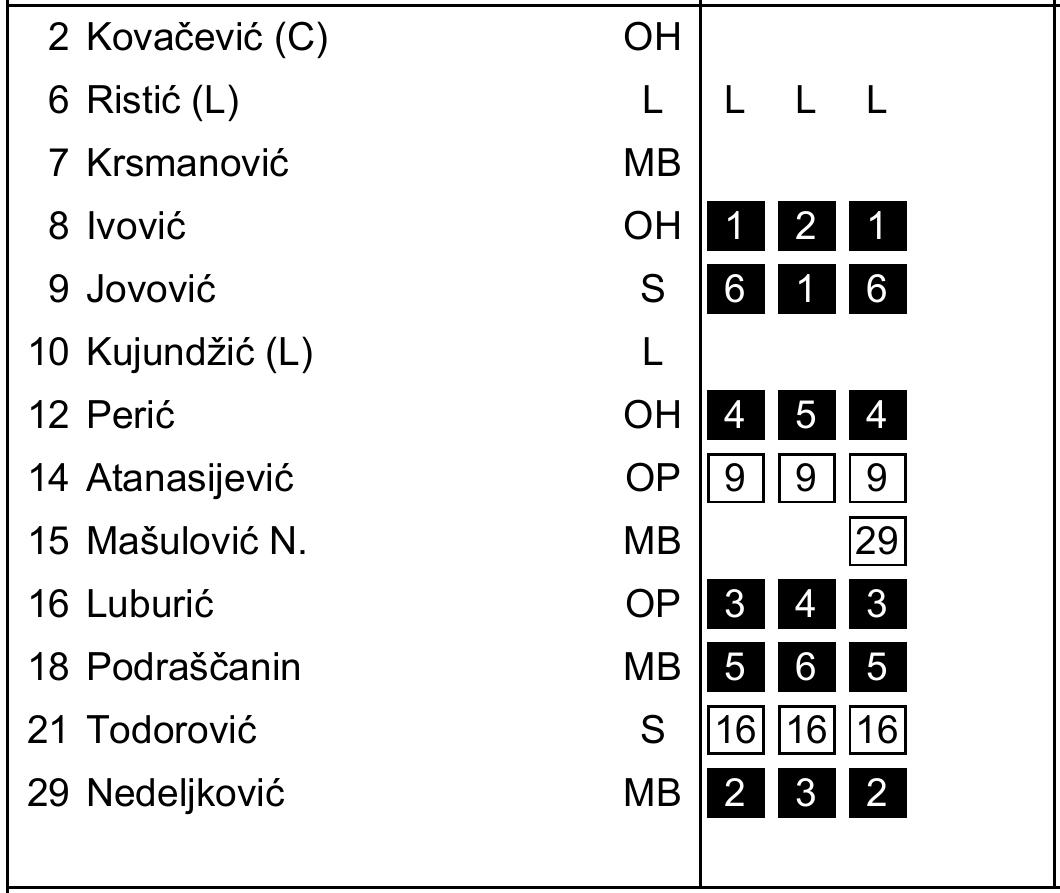 2 Kovačević (C) OH
6 Ristić (L) L L L L
7 Krsmanović MB
8 Ivović OH 1 2 1
9 Jovović S 6 1 6
10 Kujundžić (L) L
12 Perić OH 4 5 4
14 Atanasijević OP 9 9 9
15 Mašulović N. MB 29
16 Luburić OP 3 4 3
18 Podraščanin MB 5 6 5
21 Todorović S 16 16 16
29 Nedeljković MB 2 3 2